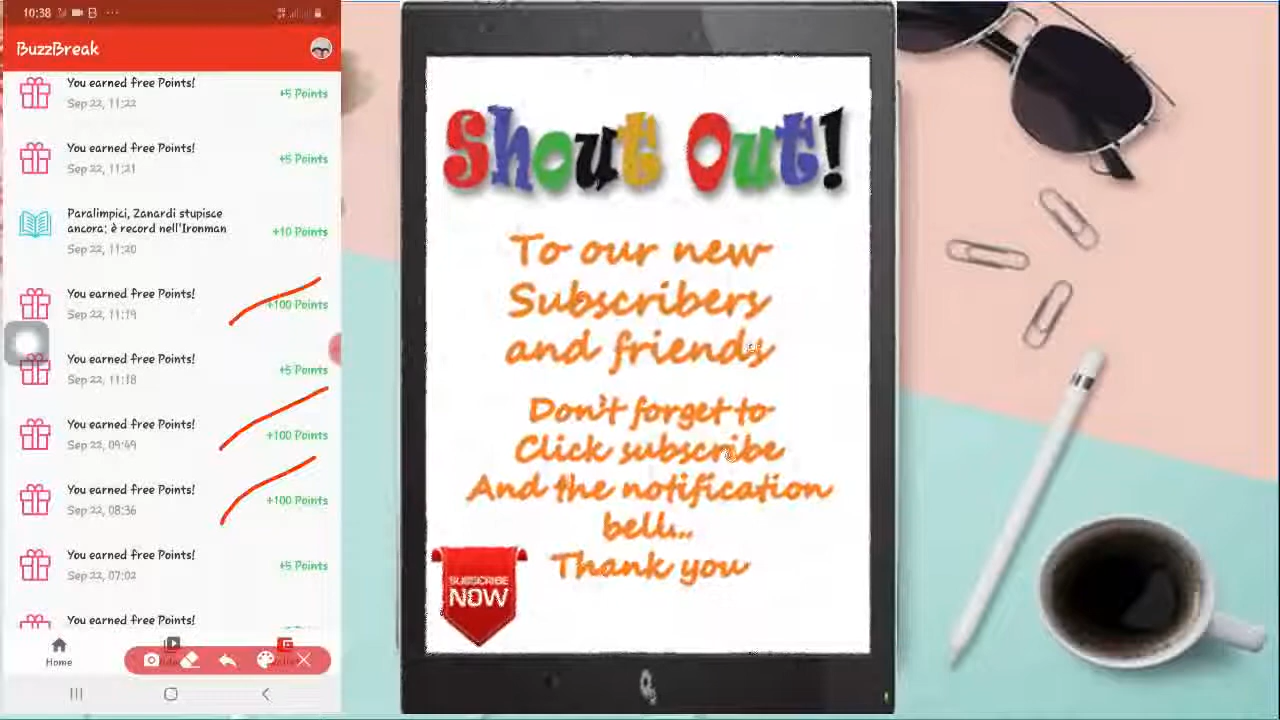 10:38
BuzzBreak
You earned free Points!
+5 Points
Sep 22, 11:22
You earned free Points!
+5 Points
Sep 22, 11:21
Paralimpici, Zanardi stupisce
ancora: è record nell'Ironman
+10 Points
Sep 22, 11:20
You earned free Points!
+100 Points
Sep 22, 11:19
You earned free Points!
+5 Points
Sep 22, 11:18
You earned free Points!
+100 Points
Sep 22, 09:49
You earned free Points!
+100 Points
Sep 22, 08:36
You earned free Points!
+5 Points
Sep 22, 07:02
You earned free Points!
Home
Shout Out!
To our new
Subscribers
and friends
Don't forget to
Click subscribe
And the notification
bell...
Thank you
SUBSCRIBE
NOW